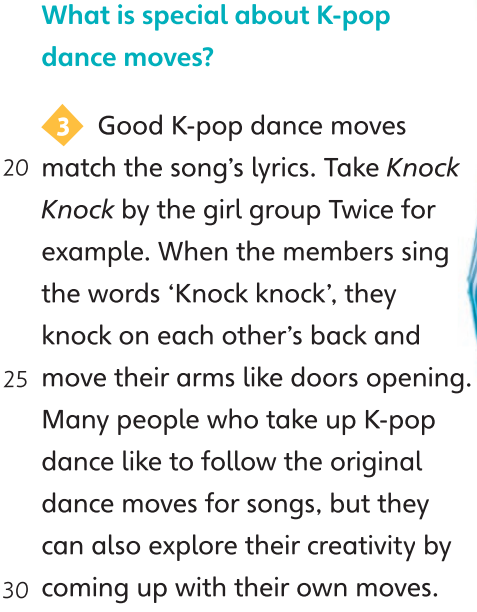 What is special about K-pop
dance moves?
3 Good K-pop dance moves
20 match the song’s lyrics. Take Knock
Knock by the girl group Twice for
example. When the members sing
the words ‘Knock knock’, they
knock on each other’s back and
25 move their arms like doors opening.
Many people who take up K-pop
dance like to follow the original
dance moves for songs, but they
can also explore their creativity by
30 coming up with their own moves.